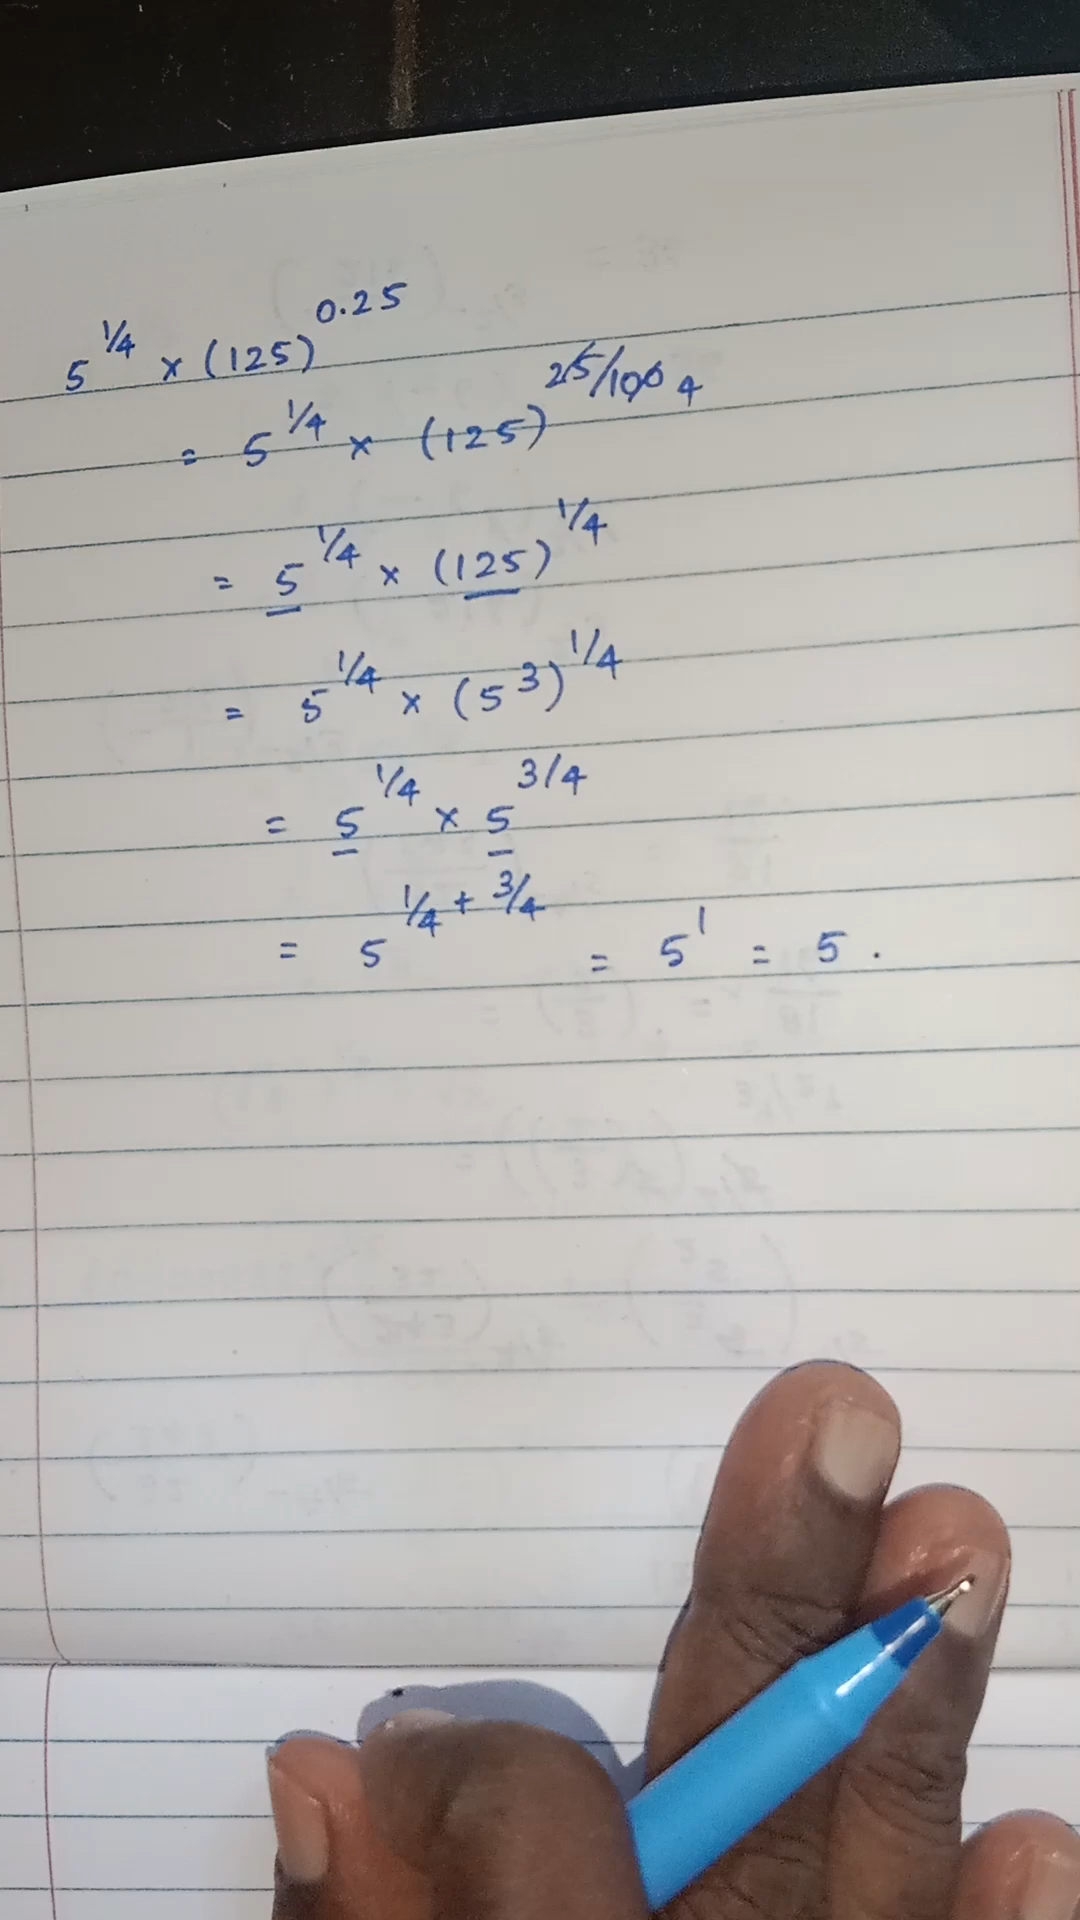 5^1/4 × (125)^0.25
= 5^1/4 × (125)^25/100 4
= 5^1/4 × (125)^1/4
= 5^1/4 × (5^3)^1/4
= 5^1/4 × 5^3/4
= 5^1/4 + 3/4 = 5^1 = 5 .